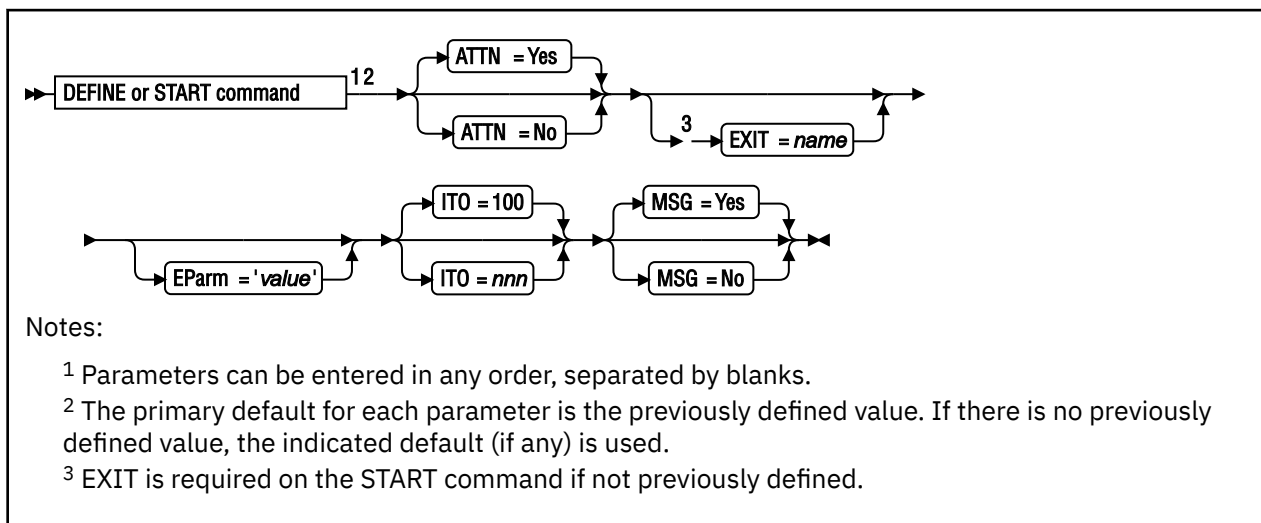 ATTN = Yes
DEFINE or START command 1 2
ATTN = No
3 EXIT = name
ITO = 100
MSG = Yes
EParm = 'value'
ITO = nnn
MSG = No
Notes:
1 Parameters can be entered in any order, separated by blanks.
2 The primary default for each parameter is the previously defined value. If there is no previously
defined value, the indicated default (if any) is used.
3 EXIT is required on the START command if not previously defined.